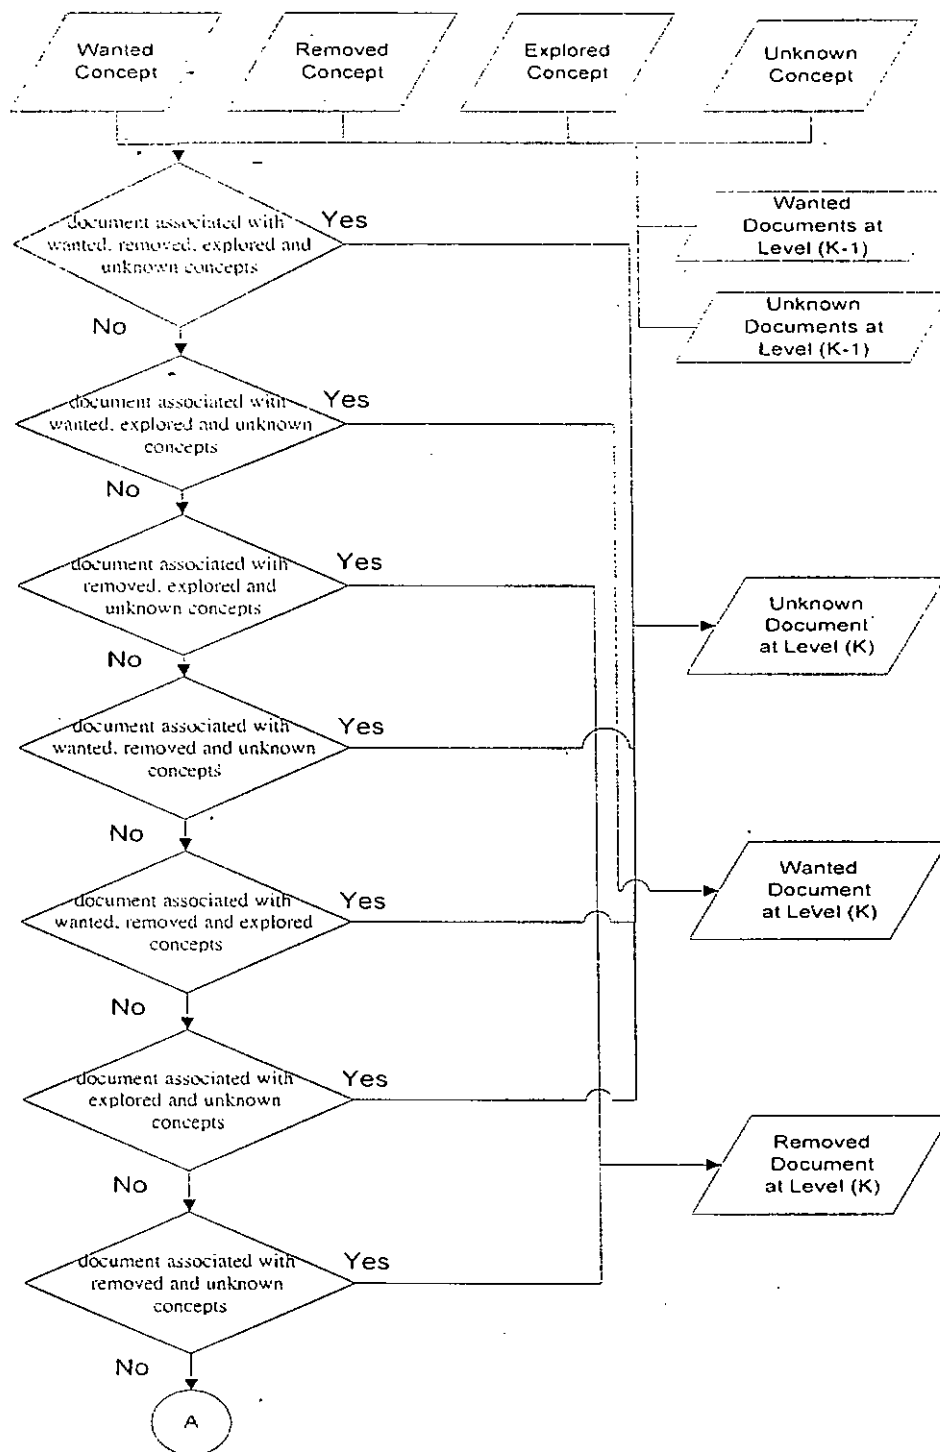 Wanted
Concept
Removed
Concept
Explored
Concept
Unknown
Concept
document associated with
wanted, removed, explored and
unknown concepts
Yes
Wanted
Documents at
Level (K-1)
Unknown
Documents at
Level (K-1)
No
document associated with
wanted, explored and unknown
concepts
Yes
No
document associated with
removed, explored and
unknown concepts
Yes
Unknown
Document
at Level (K)
No
document associated with
wanted, removed and unknown
concepts
Yes
No
document associated with
wanted, removed and explored
concepts
Yes
Wanted
Document
at Level (K)
No
document associated with
explored and unknown
concepts
Yes
Removed
Document
at Level (K)
No
document associated with
removed and unknown
concepts
Yes
No
A